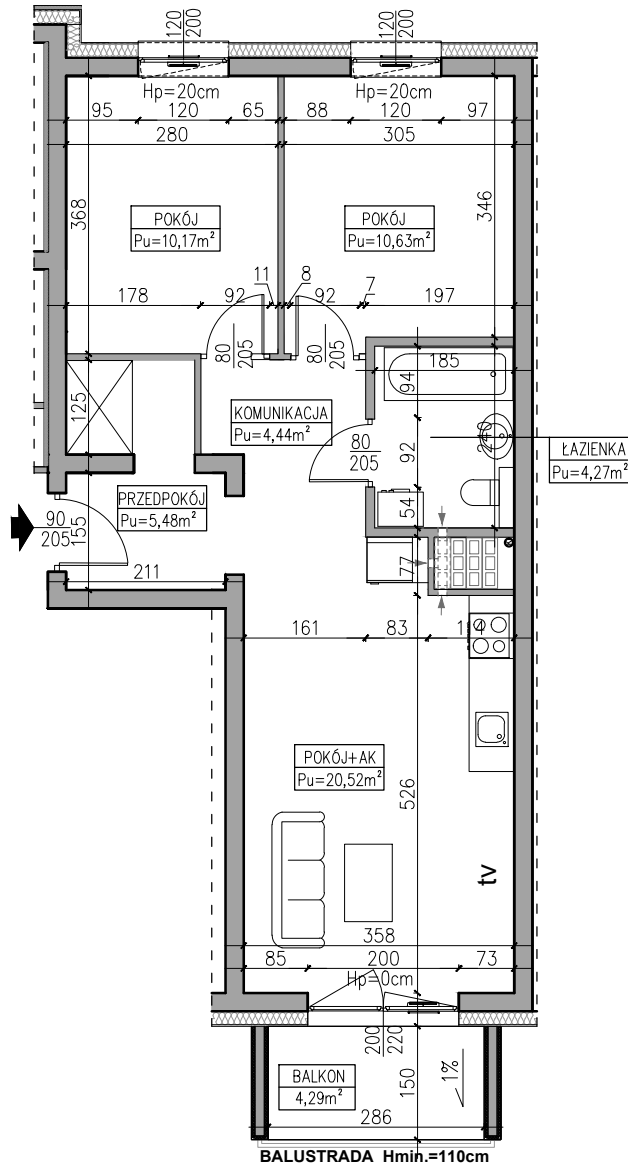 120
200
120
200
Hp=20cm
Hp=20cm
95 120 65 88 120 97
280 305
368
346
POKÓJ
Pu=10,17m²
POKÓJ
Pu=10,63m²
178 92 11 8 92 7 197
80
205
80
205
185
94
125
KOMUNIKACJA
Pu=4,44m²
240
80
205
92
ŁAZIENKA
Pu=4,27m²
PRZEDPOKÓJ
Pu=5,48m²
54
90
205
155
77
211
161 83
POKÓJ+AK
Pu=20,52m²
526
tv
358
85 200 73
Hp=0cm
200
220
BALKON
4,29m²
150
1%
286
BALUSTRADA Hmin.=110cm